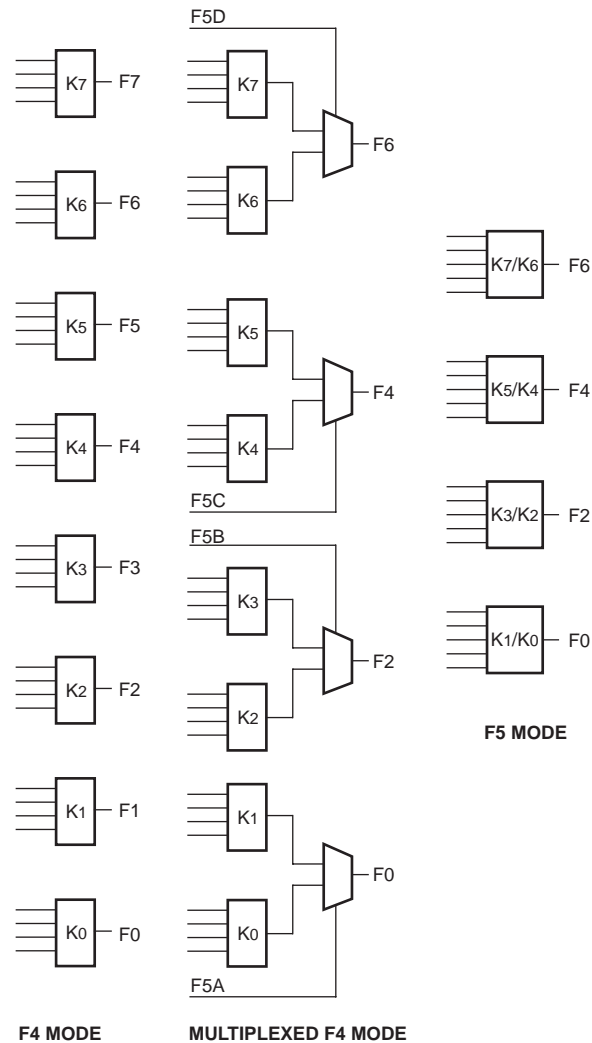 K7 F7
K6 F6
K5 F5
K4 F4
K3 F3
K2 F2
K1 F1
K0 F0
F4 MODE
F5D
K7
F6
K6
K5
F4
K4
F5C
F5B
K3
F2
K2
K1
F0
K0
F5A
MULTIPLEXED F4 MODE
K7/K6 F6
K5/K4 F4
K3/K2 F2
K1/K0 F0
F5 MODE